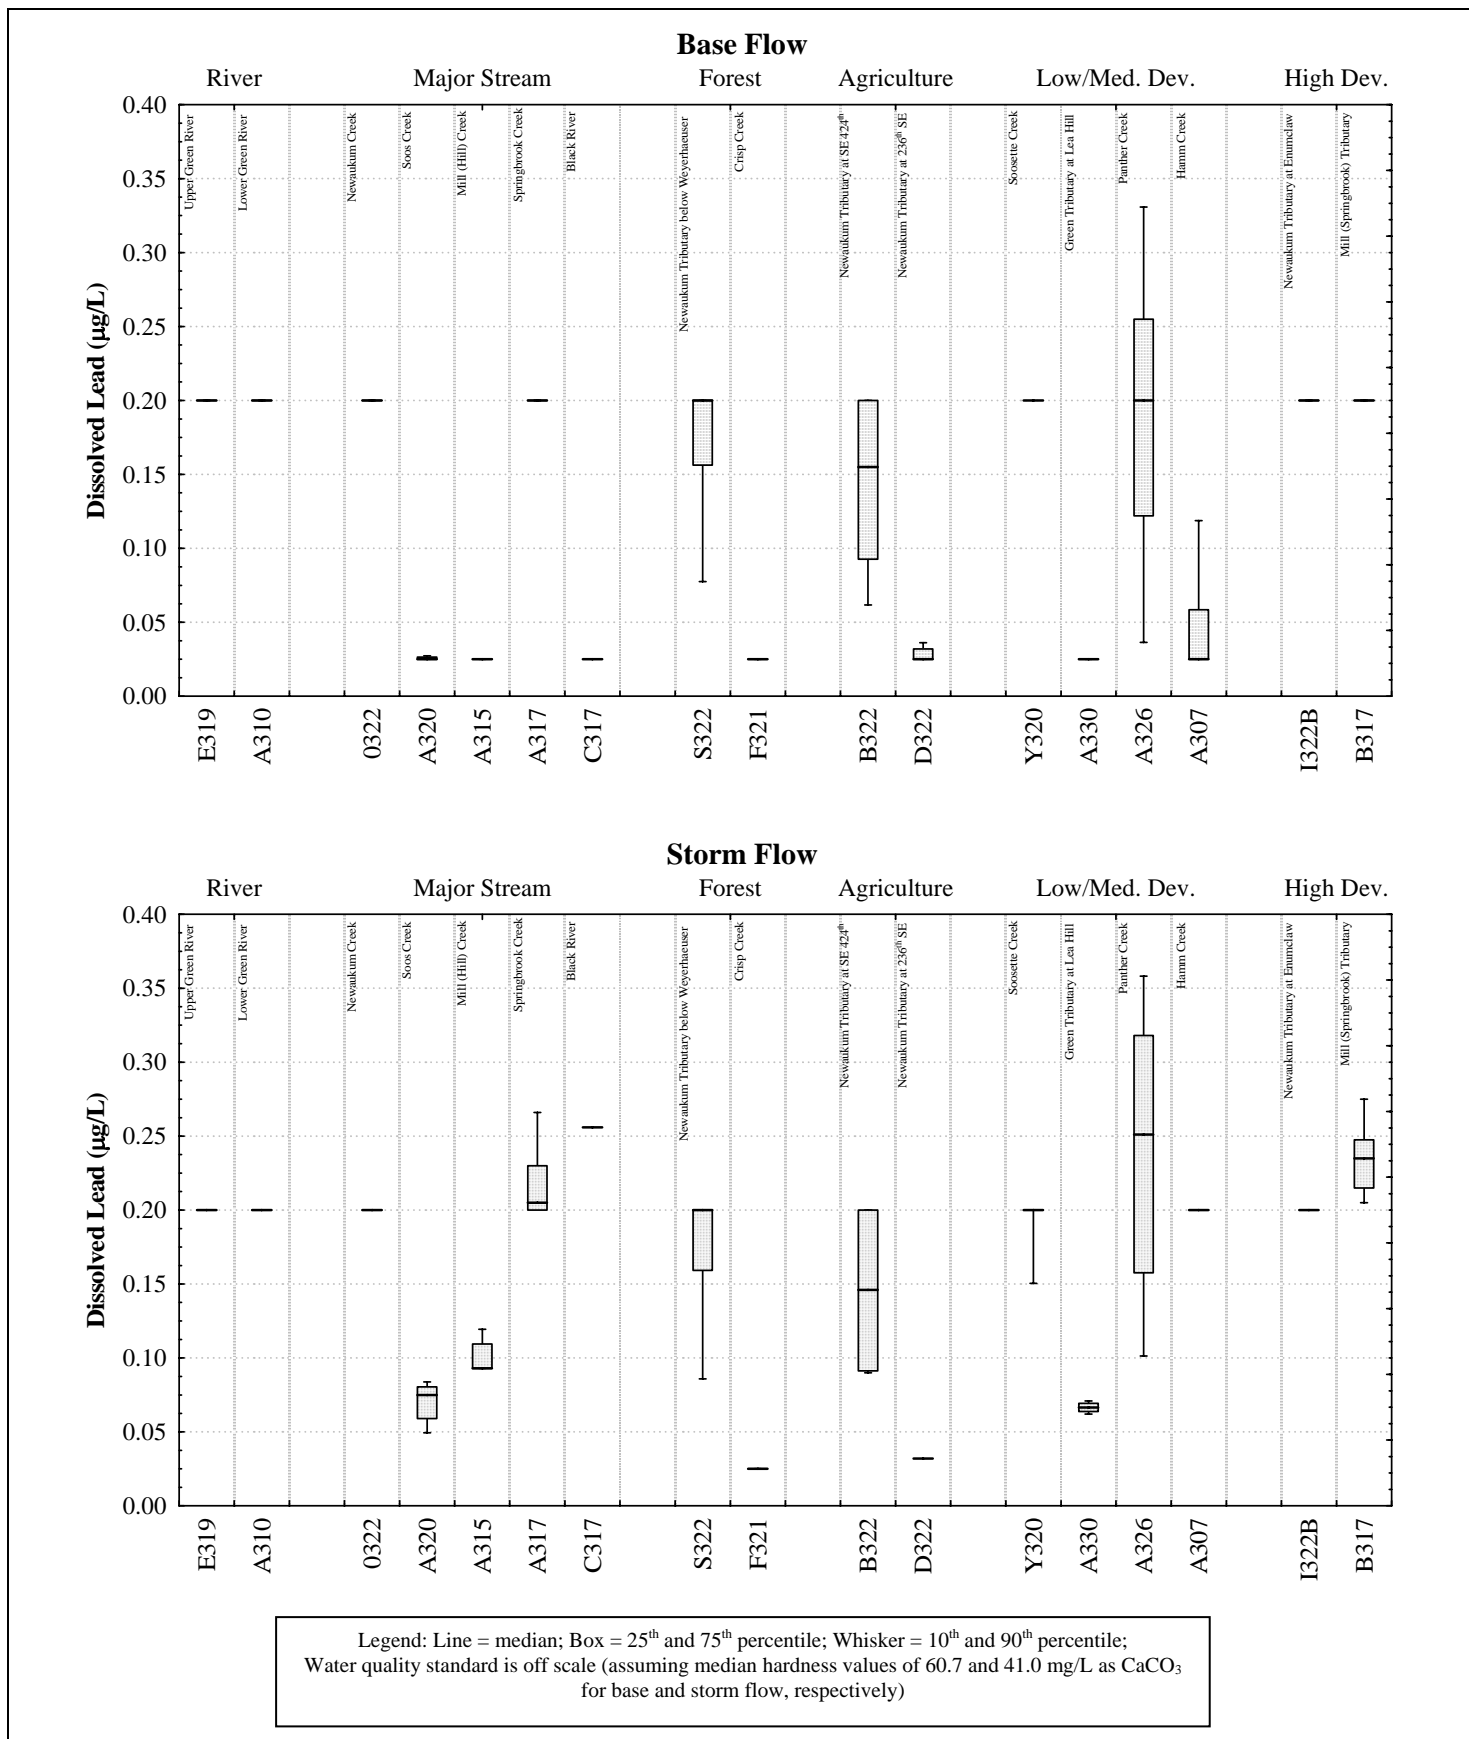 Base Flow
River Major Stream Forest Agriculture Low/Med. Dev. High Dev.
Upper Green River
Lower Green River
Newaukum Creek
Soos Creek
Mill (Hill) Creek
Springbrook Creek
Black River
Newaukum Tributary below Weyerhaeuser
Crisp Creek
Newaukum Tributary at SE 424th
Newaukum Tributary at 236th SE
Soosette Creek
Green Tributary at Lea Hill
Panther Creek
Hamm Creek
Newaukum Tributary at Enumclaw
Mill (Springbrook) Tributary
Dissolved Lead (µg/L)
0.40
0.35
0.30
0.25
0.20
0.15
0.10
0.05
0.00
E319 A310 0322 A320 A315 A317 C317 S322 F321 B322 D322 Y320 A330 A326 A307 I322B B317
Storm Flow
River Major Stream Forest Agriculture Low/Med. Dev. High Dev.
Upper Green River
Lower Green River
Newaukum Creek
Soos Creek
Mill (Hill) Creek
Springbrook Creek
Black River
Newaukum Tributary below Weyerhaeuser
Crisp Creek
Newaukum Tributary at SE 424th
Newaukum Tributary at 236th SE
Soosette Creek
Green Tributary at Lea Hill
Panther Creek
Hamm Creek
Newaukum Tributary at Enumclaw
Mill (Springbrook) Tributary
Dissolved Lead (µg/L)
0.40
0.35
0.30
0.25
0.20
0.15
0.10
0.05
0.00
E319 A310 0322 A320 A315 A317 C317 S322 F321 B322 D322 Y320 A330 A326 A307 I322B B317
Legend: Line = median; Box = 25th and 75th percentile; Whisker = 10th and 90th percentile;
Water quality standard is off scale (assuming median hardness values of 60.7 and 41.0 mg/L as CaCO₃
for base and storm flow, respectively)